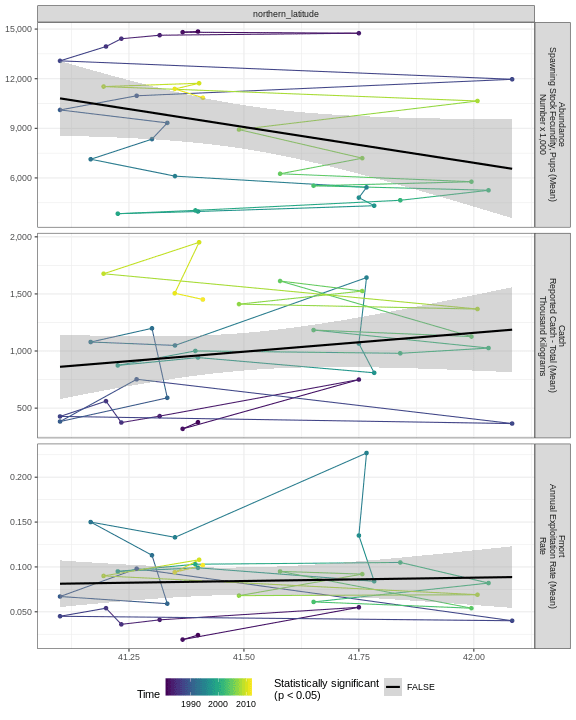 northern_latitude
15,000
12,000
9,000
6,000
Abundance
Spawning Stock Fecundity, Pups (Mean)
Number x 1,000
2,000
1,500
1,000
500
Catch
Reported Catch - Total (Mean)
Thousand Kilograms
0.200
0.150
0.100
0.050
Fmort
Annual Exploitation Rate (Mean)
Rate
41.25
41.50
41.75
42.00
Time
1990
2000
2010
Statistically significant
(p < 0.05)
FALSE